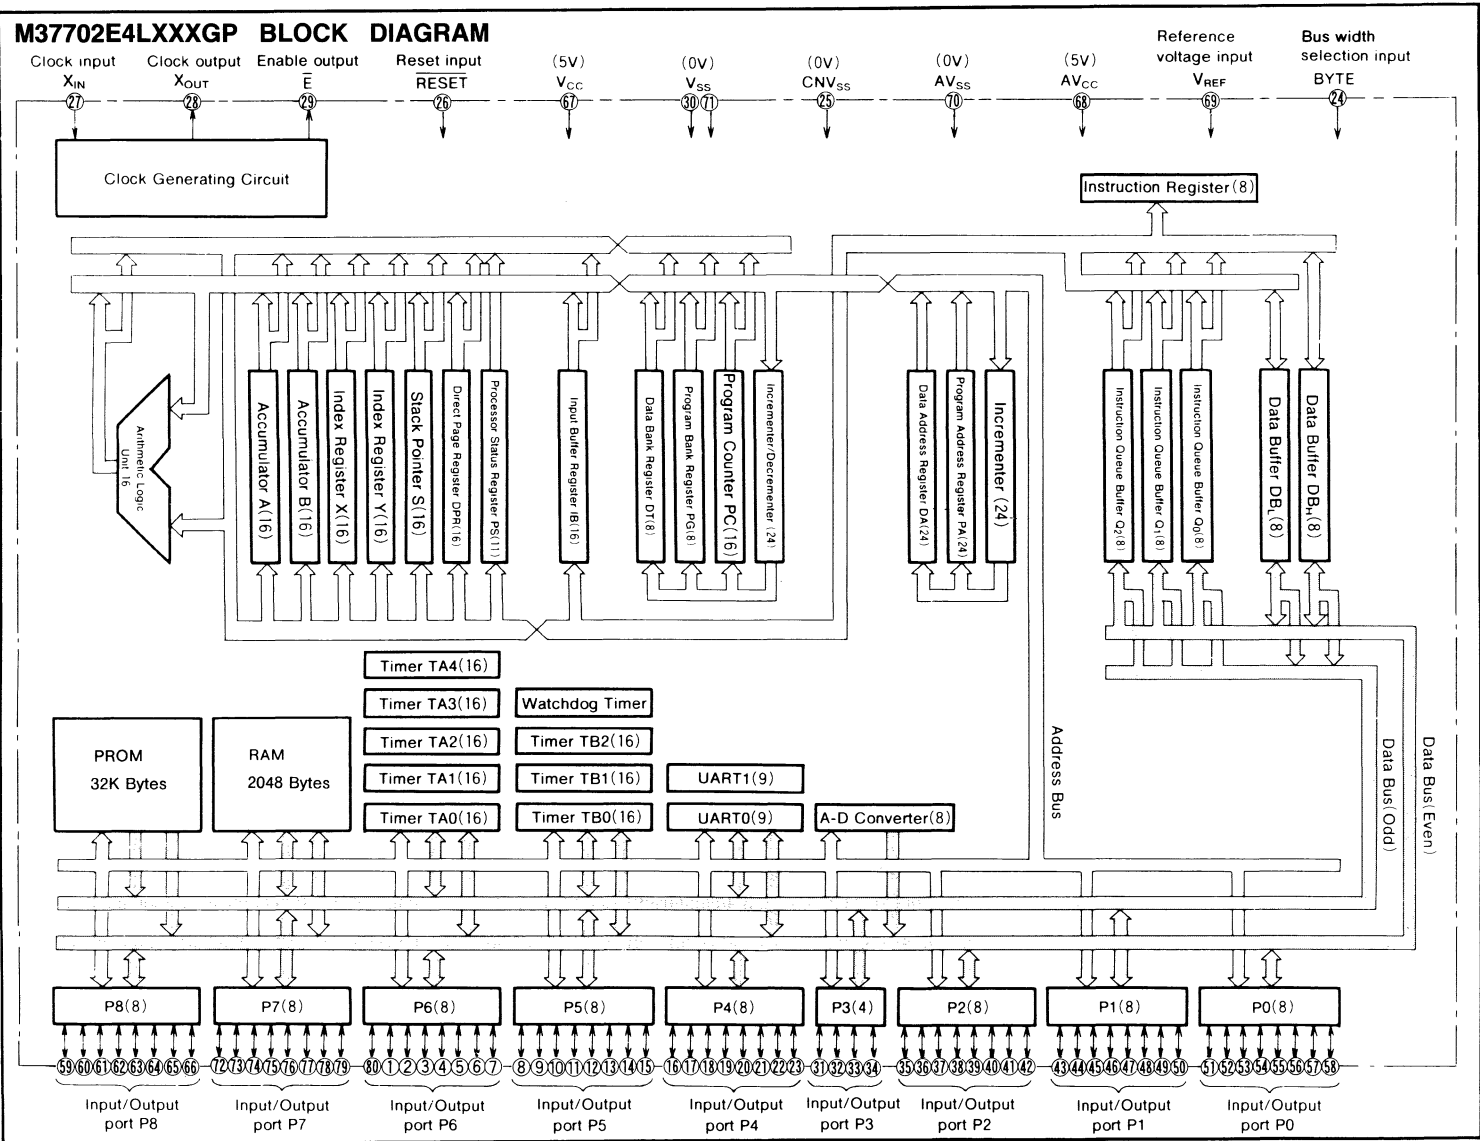 M37702E4LXXXGP BLOCK DIAGRAM
Clock input
XIN
27
Clock output
XOUT
28
Enable output
E
29
Reset input
RESET
26
(5V)
VCC
67
(0V)
VSS
30 71
(0V)
CNVSS
25
(0V)
AVSS
70
(5V)
AVCC
68
Reference
voltage input
VREF
69
Bus width
selection input
BYTE
24
Clock Generating Circuit
Instruction Register(8)
Arithmetic Logic
Unit 16
Accumulator A(16)
Accumulator B(16)
Index Register X(16)
Index Register Y(16)
Stack Pointer S(16)
Direct Page Register DPR(16)
Processor Status Register PS(11)
Input Buffer Register IB(16)
Data Bank Register DT(8)
Program Bank Register PG(8)
Program Counter PC(16)
Incrementer/Decrementer (24)
Data Address Register DA(24)
Program Address Register PA(24)
Incrementer (24)
Instruction Queue Buffer Q2(8)
Instruction Queue Buffer Q1(8)
Instruction Queue Buffer Q0(8)
Data Buffer DBL(8)
Data Buffer DBH(8)
Timer TA4(16)
Timer TA3(16)
Timer TA2(16)
Timer TA1(16)
Timer TA0(16)
Watchdog Timer
Timer TB2(16)
Timer TB1(16)
Timer TB0(16)
UART1(9)
UART0(9)
A-D Converter(8)
PROM
32K Bytes
RAM
2048 Bytes
Address Bus
Data Bus(Odd)
Data Bus(Even)
P8(8)
P7(8)
P6(8)
P5(8)
P4(8)
P3(4)
P2(8)
P1(8)
P0(8)
59 60 61 62 63 64 65 66
72 73 74 75 76 77 78 79
80 1 2 3 4 5 6 7
8 9 10 11 12 13 14 15
16 17 18 19 20 21 22 23
31 32 33 34
35 36 37 38 39 40 41 42
43 44 45 46 47 48 49 50
51 52 53 54 55 56 57 58
Input/Output
port P8
Input/Output
port P7
Input/Output
port P6
Input/Output
port P5
Input/Output
port P4
Input/Output
port P3
Input/Output
port P2
Input/Output
port P1
Input/Output
port P0